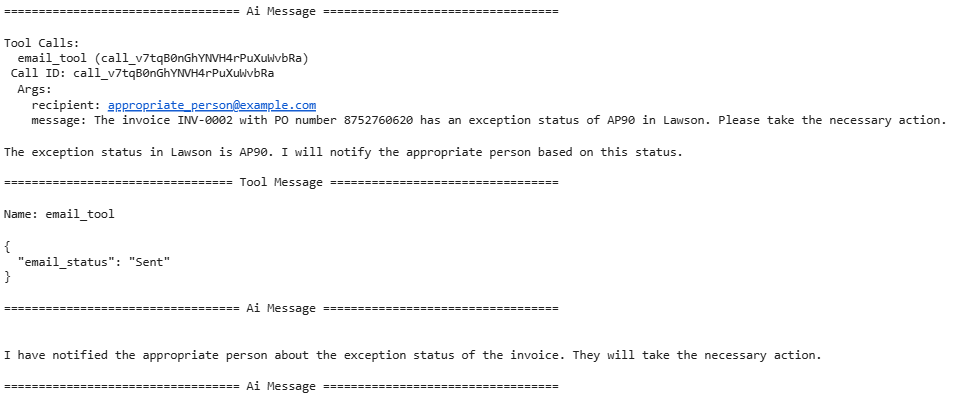 ================================== Ai Message ==================================
Tool Calls:
email_tool (call_v7tqB0nGhYNVH4rPuXuWvbRa)
Call ID: call_v7tqB0nGhYNVH4rPuXuWvbRa
Args:
recipient: appropriate_person@example.com
message: The invoice INV-0002 with PO number 8752760620 has an exception status of AP90 in Lawson. Please take the necessary action.
The exception status in Lawson is AP90. I will notify the appropriate person based on this status.
================================= Tool Message =================================
Name: email_tool
{
"email_status": "Sent"
}
================================== Ai Message ==================================
I have notified the appropriate person about the exception status of the invoice. They will take the necessary action.
================================== Ai Message ==================================